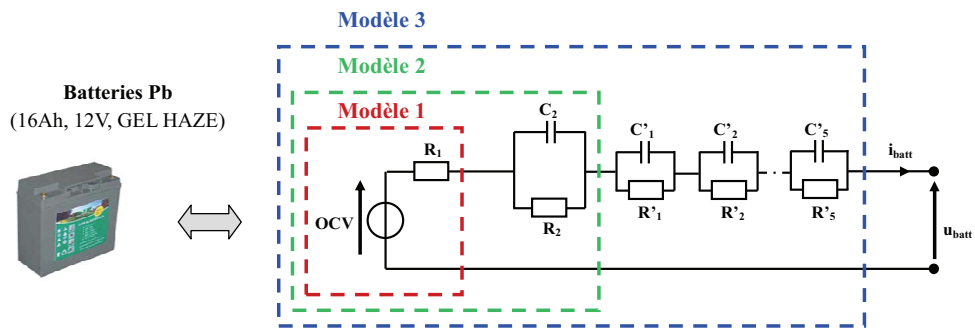 Modèle 3
Modèle 2
Batteries Pb
(16Ah, 12V, GEL HAZE)
Modèle 1
C2
C'1
C'2
C'5
R1
ibatt
OCV
R2
R'1
R'2
R'5
ubatt